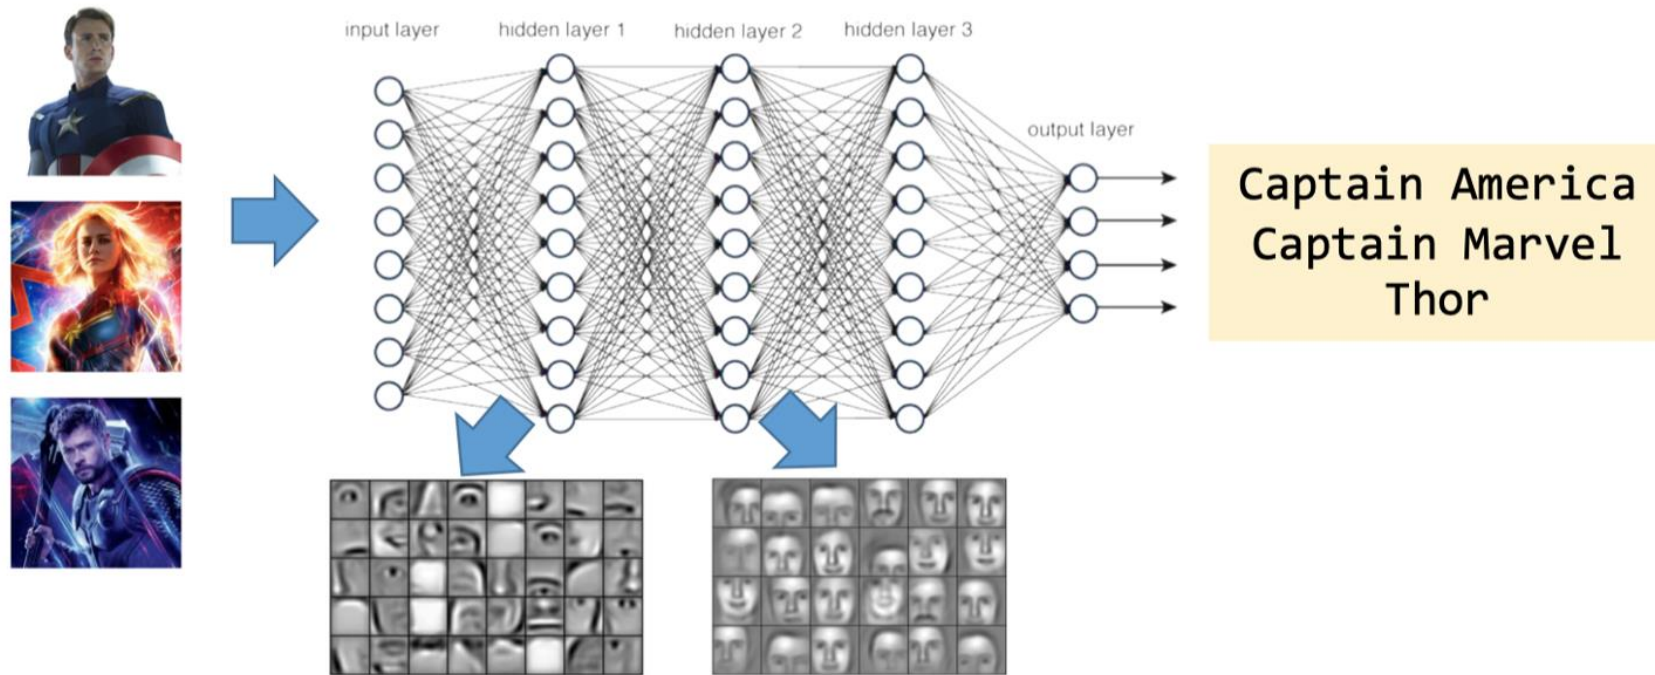 input layer
hidden layer 1
hidden layer 2
hidden layer 3
output layer
Captain America
Captain Marvel
Thor